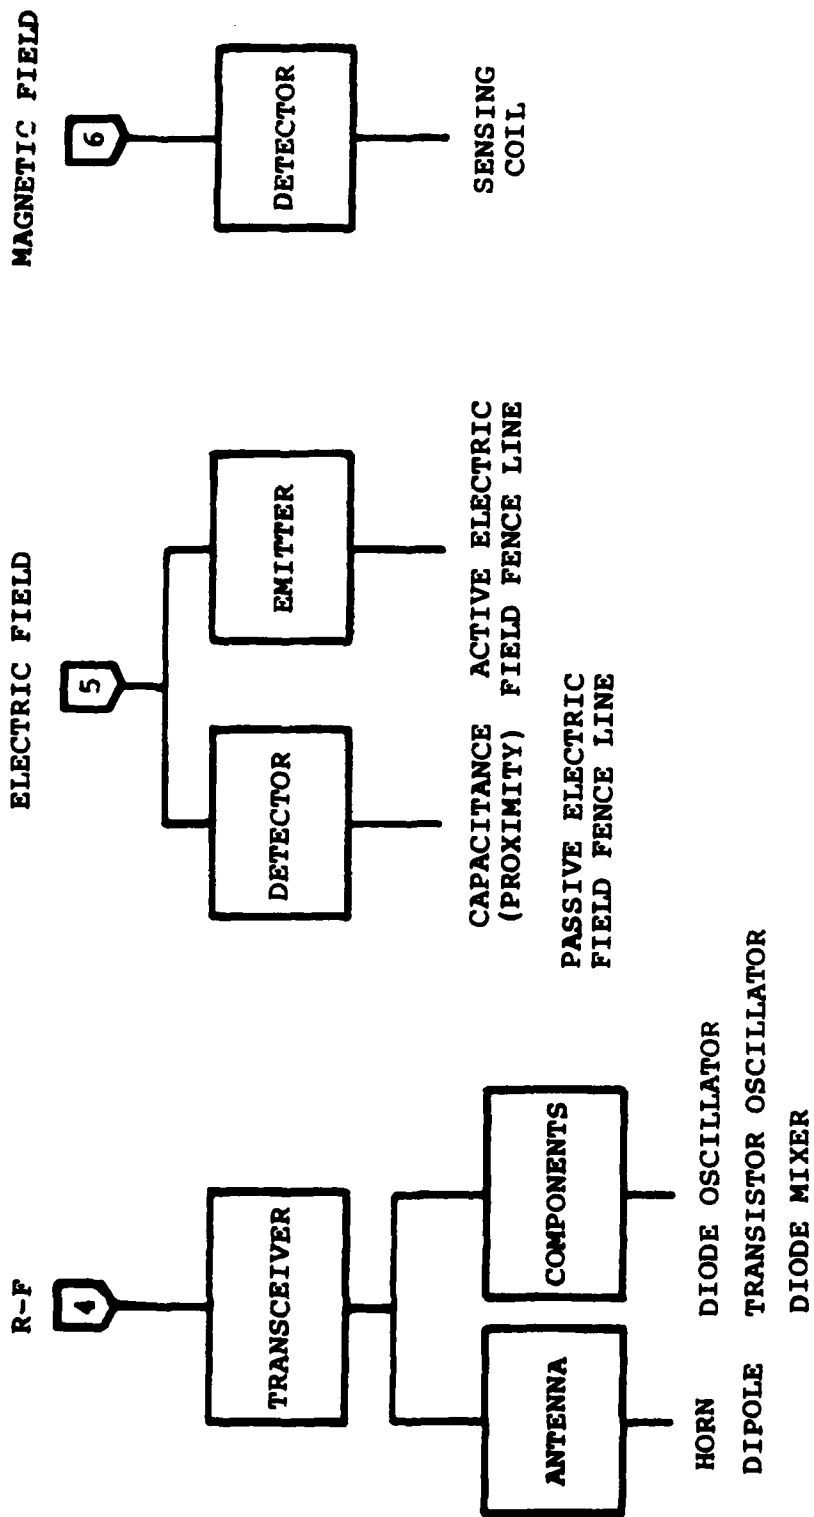 R-F
4
TRANSCEIVER
ANTENNA
COMPONENTS
HORN
DIPOLE
DIODE OSCILLATOR
TRANSISTOR OSCILLATOR
DIODE MIXER
ELECTRIC FIELD
5
DETECTOR
EMITTER
CAPACITANCE
(PROXIMITY)
PASSIVE ELECTRIC
FIELD FENCE LINE
ACTIVE ELECTRIC
FIELD FENCE LINE
MAGNETIC FIELD
6
DETECTOR
SENSING
COIL